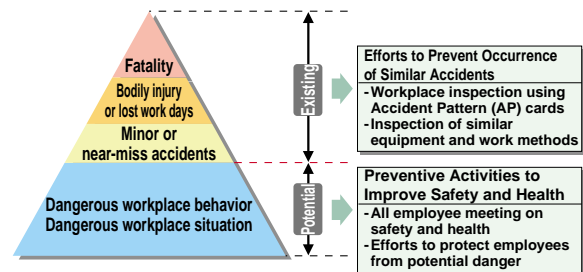 Fatality
Bodily injury
or lost work days
Minor or
near-miss accidents
Dangerous workplace behavior
Dangerous workplace situation
Existing
Potential
Efforts to Prevent Occurrence
of Similar Accidents
-Workplace inspection using
Accident Pattern (AP) cards
-Inspection of similar
equipment and work methods
Preventive Activities to
Improve Safety and Health
-All employee meeting on
safety and health
-Efforts to protect employees
from potential danger